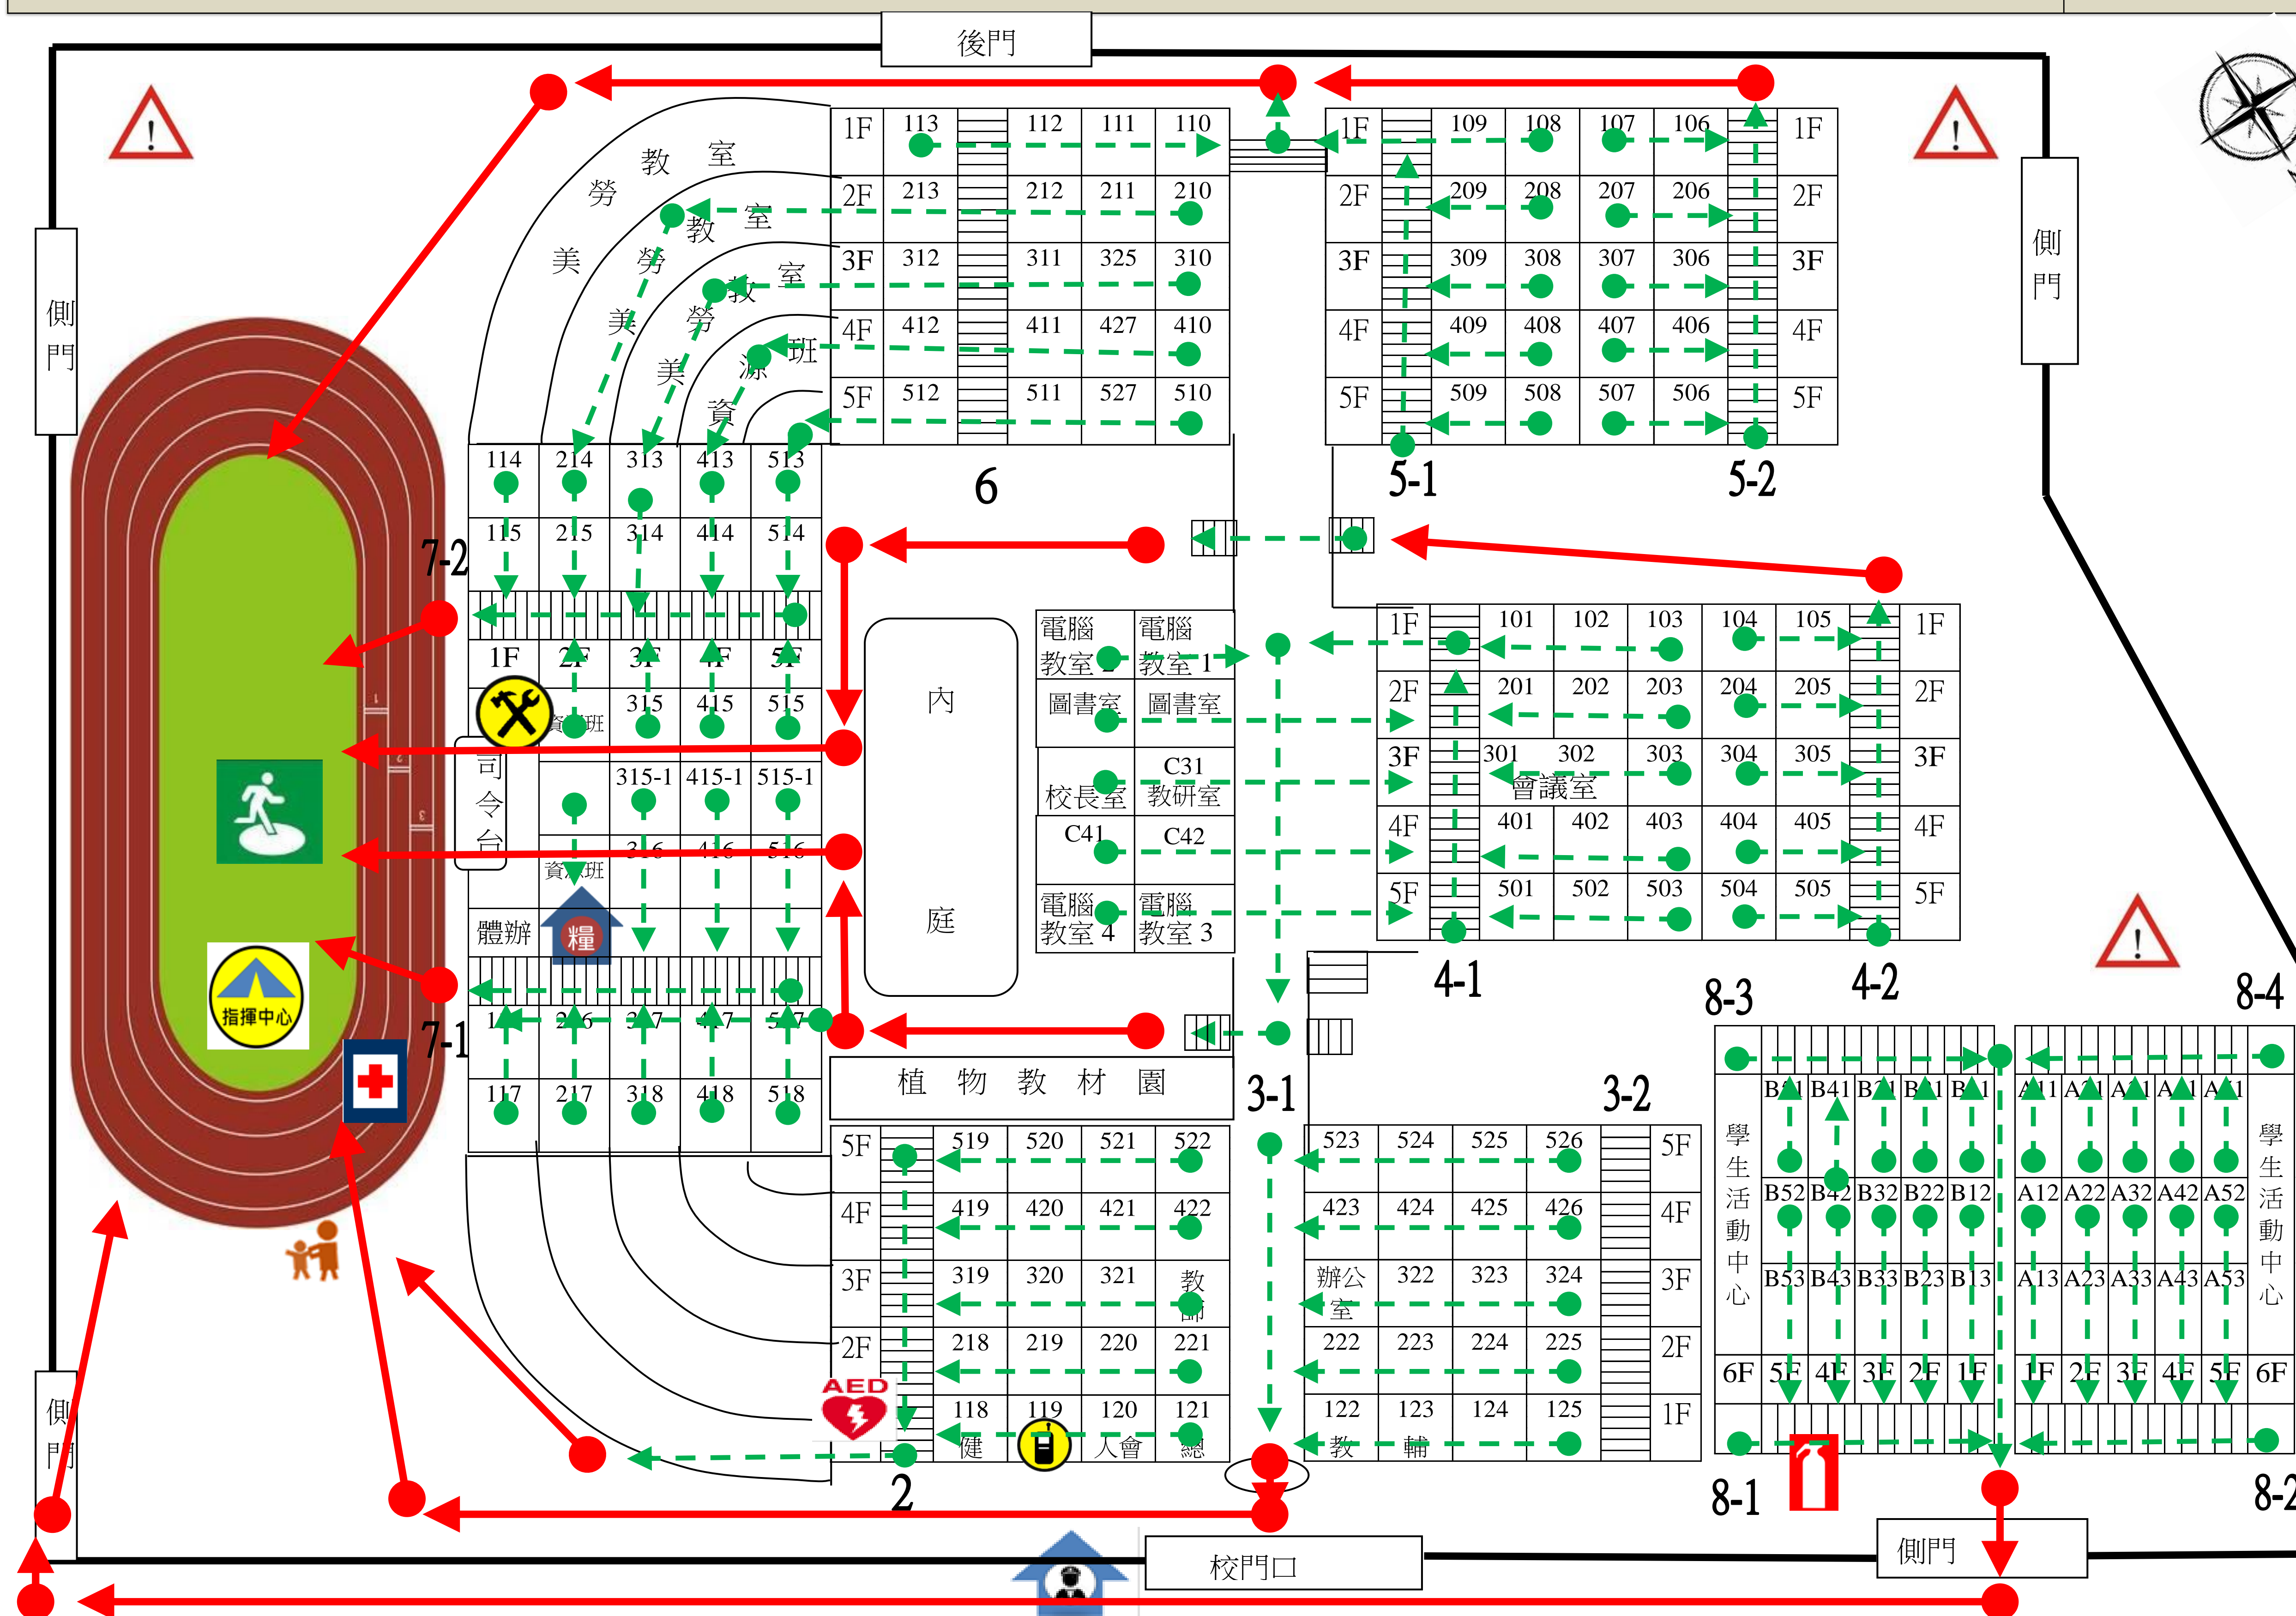 後門
側門
側門
1F 113 112 111 110
2F 213 212 211 210
3F 312 311 325 310
4F 412 411 427 410
5F 512 511 527 510
6
美勞教室
美勞教室
美勞教室
資源班
1F 109 108 107 106 1F
2F 209 208 207 206 2F
3F 309 308 307 306 3F
4F 409 408 407 406 4F
5F 509 508 507 506 5F
5-1
5-2
114 214 313 413 513
115 215 314 414 514
7-2
1F 2F 3F 4F 5F
315 415 515
315-1 415-1 515-1
316 416 516
資源班
體辦
糧
7-1
117 217 318 418 518
司令台
1
2
3
指揮中心
內庭
電腦教室 1
圖書室 圖書室
校長室 C31 教研室
C41 C42
電腦教室 4 電腦教室 3
1F 101 102 103 104 105 1F
2F 201 202 203 204 205 2F
3F 301 302 303 304 305 3F
會議室
4F 401 402 403 404 405 4F
5F 501 502 503 504 505 5F
4-1
4-2
植物教材園
3-1
3-2
5F 519 520 521 522
4F 419 420 421 422
3F 319 320 321 教師
2F 218 219 220 221
118 119 120 121
健 人會 總
AED
2
523 524 525 526 5F
423 424 425 426 4F
辦公室 322 323 324 3F
222 223 224 225 2F
122 123 124 125 1F
教 輔
8-3
8-4
學生活動中心
學生活動中心
B41
B52 B42 B32 B22 B12 A12 A22 A32 A42 A52
B53 B43 B33 B23 B13 A13 A23 A33 A43 A53
6F 5F 4F 3F 2F 1F 1F 2F 3F 4F 5F 6F
8-1
8-2
側門
校門口
側門